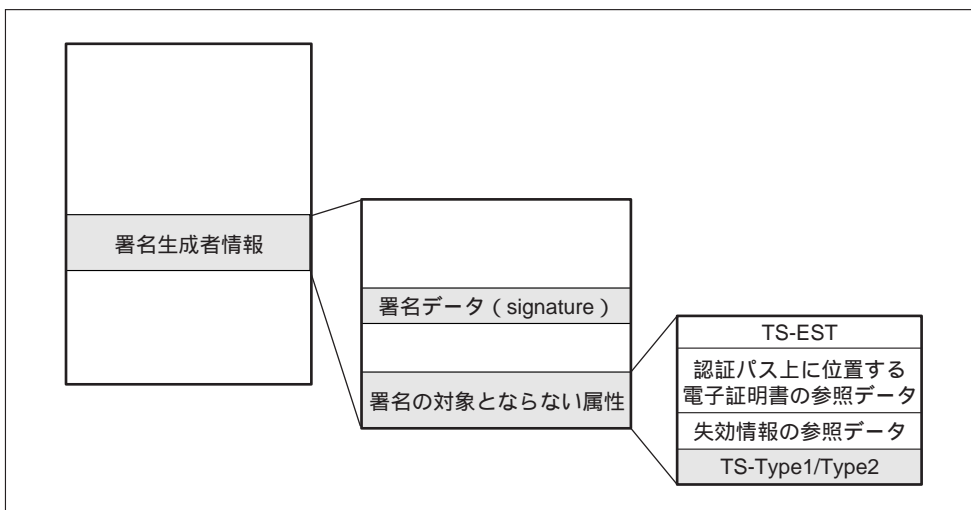 署名生成者情報
署名データ（signature）
署名の対象とならない属性
TS-EST
認証パス上に位置する
電子証明書の参照データ
失効情報の参照データ
TS-Type1/Type2